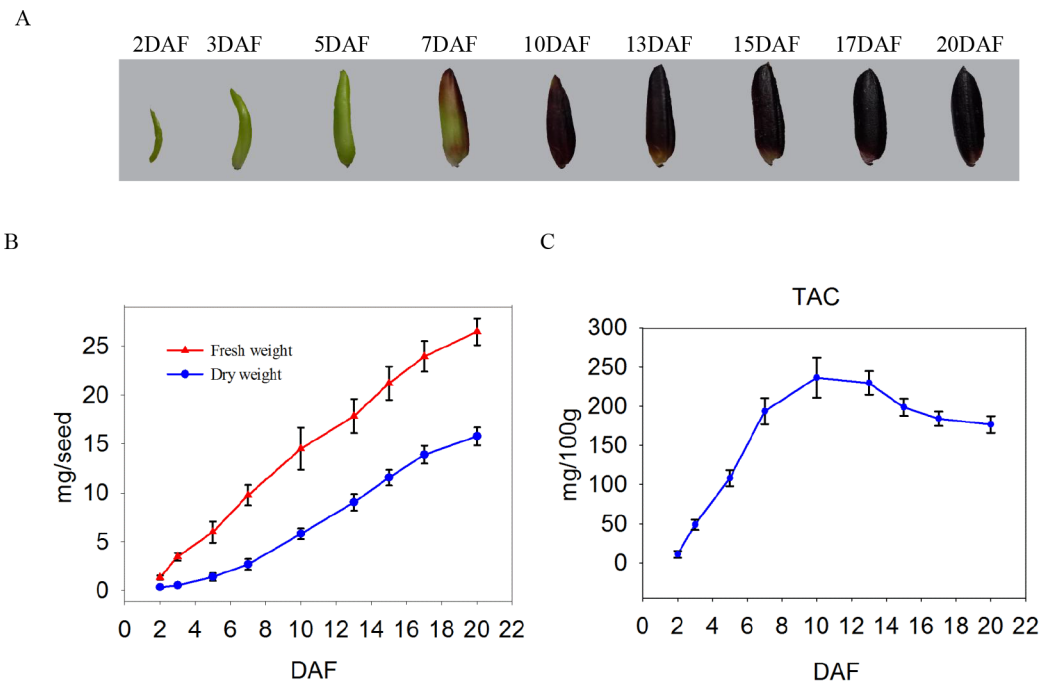 A
2DAF 3DAF 5DAF 7DAF 10DAF 13DAF 15DAF 17DAF 20DAF
B
C
Fresh weight
Dry weight
mg/seed
25
20
15
10
5
0
0 2 4 6 8 10 12 14 16 18 20 22
DAF
TAC
mg/100g
300
250
200
150
100
50
0
0 2 4 6 8 10 12 14 16 18 20 22
DAF